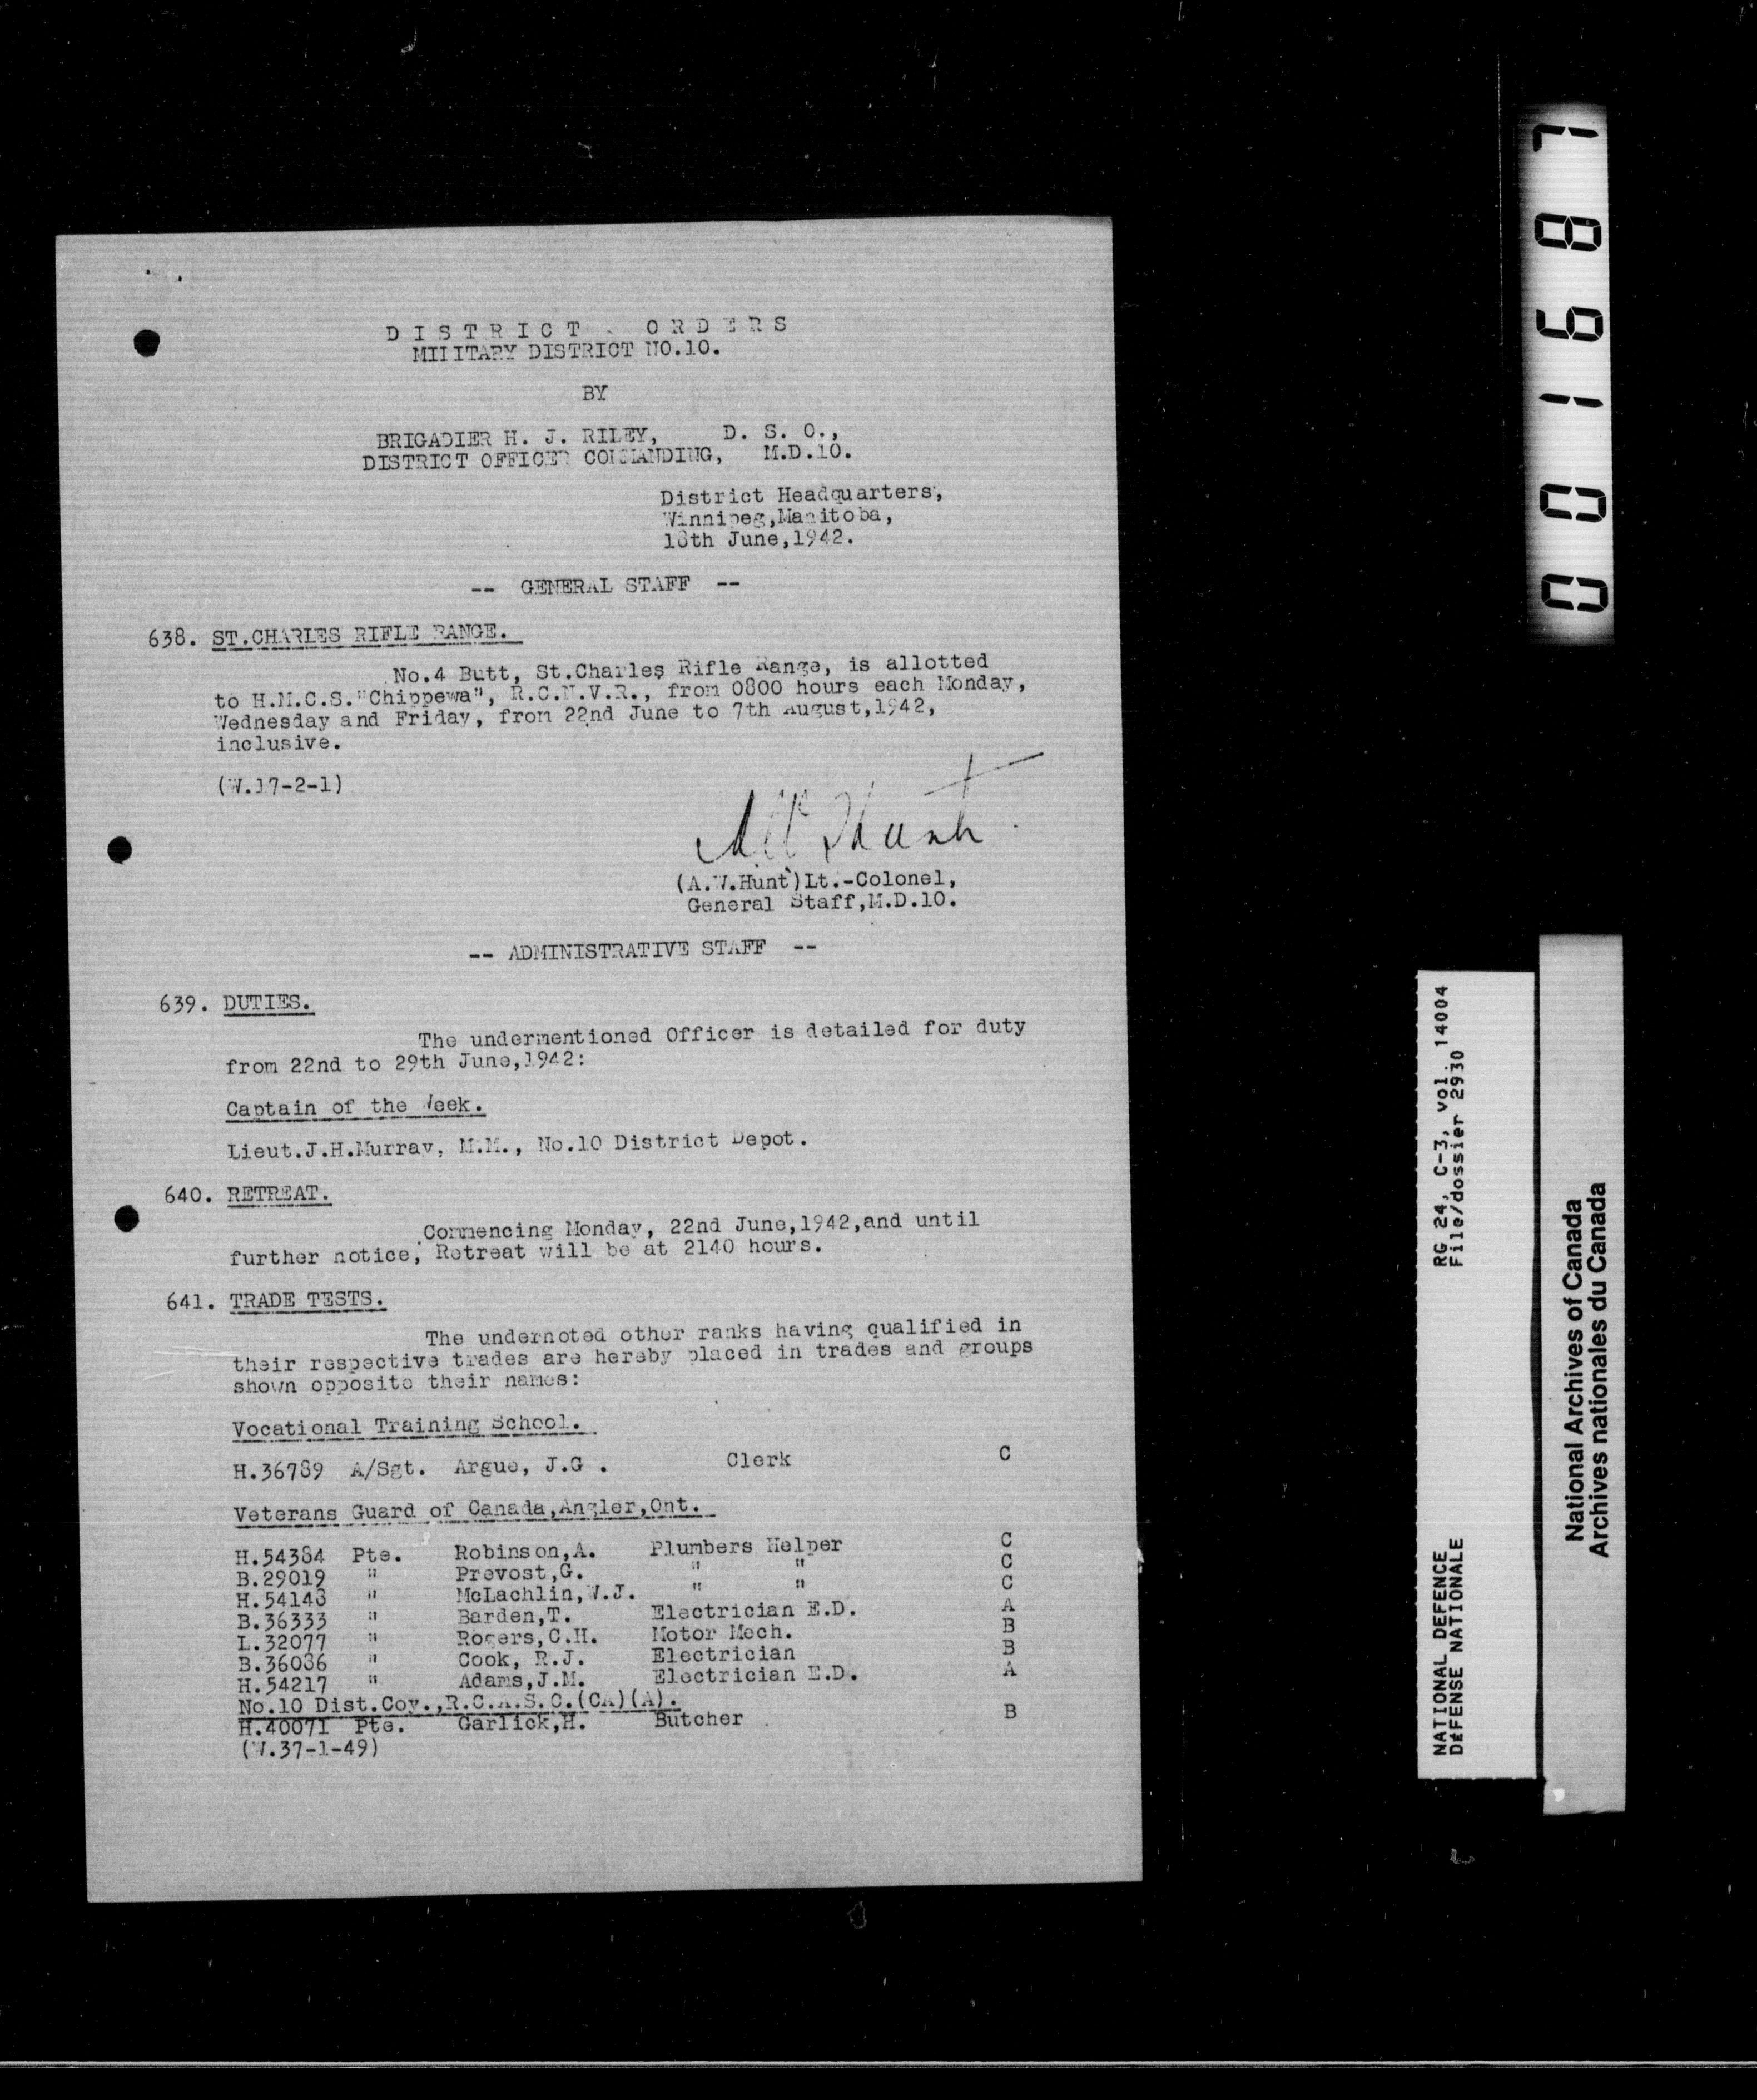 DISTRICT ORDERS
MILITARY DISTRICT NO.10.
BY
BRIGADIER H. J. RILEY, D. S. O.,
DISTRICT OFFICER COMMANDING, M.D.10.
District Headquarters,
Winnipeg,Manitoba,
18th June,1942.
-- GENERAL STAFF --
638. ST.CHARLES RIFLE RANGE.
No.4 Butt, St.Charles Rifle Range, is allotted
to H.M.C.S."Chippewa", R.C.N.V.R., from 0800 hours each Monday,
Wednesday and Friday, from 22nd June to 7th August,1942,
inclusive.
(W.17-2-1)
AW Hunt.
(A.W.Hunt)Lt.-Colonel,
General Staff,M.D.10.
-- ADMINISTRATIVE STAFF --
639. DUTIES.
The undermentioned Officer is detailed for duty
from 22nd to 29th June,1942:
Captain of the Week.
Lieut.J.H.Murray, M.M., No.10 District Depot.
640. RETREAT.
Commencing Monday, 22nd June,1942,and until
further notice, Retreat will be at 2140 hours.
641. TRADE TESTS.
The undernoted other ranks having qualified in
their respective trades are hereby placed in trades and groups
shown opposite their names:
Vocational Training School.
H.36789 A/Sgt. Argue, J.G . Clerk C
Veterans Guard of Canada,Angler,Ont.
H.54384 Pte. Robinson,A. Plumbers Helper C
B.29019 " Prevost,G. " " C
H.54148 " McLachlin,W.J. " " C
B.36333 " Barden,T. Electrician E.D. A
L.32077 " Rogers,C.H. Motor Mech. B
B.36086 " Cook, R.J. Electrician B
H.54217 " Adams,J.M. Electrician E.D. A
No.10 Dist.Coy.,R.C.A.S.C.(CA)(A).
H.40071 Pte. Garlick,H. Butcher B
(W.37-1-49)
001687
NATIONAL DEFENCE RG 24, C-3, vol. 14004
DéFENSE NATIONALE File/dossier 2930
National Archives of Canada
Archives nationales du Canada